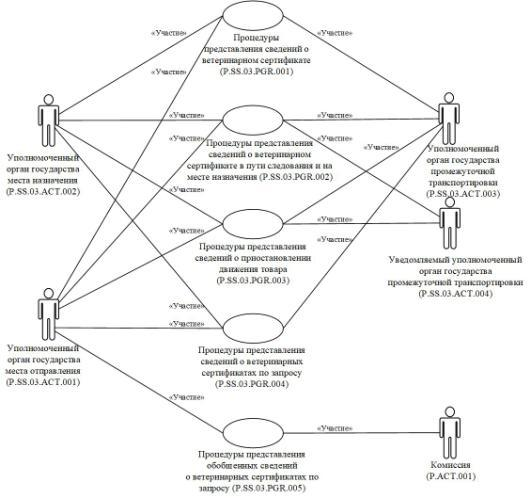 «Участие»
Процедуры
представления сведений о
ветеринарном сертификате
(P.SS.03.PGR.001)
«Участие»
«Участие»
«Участие»
«Участие»
«Участие»
Процедуры представления
сведений о ветеринарном
сертификате в пути следования и на
месте назначения (P.SS.03.PGR.002)
«Участие»
«Участие»
Уполномоченный
орган государства
места назначения
(P.SS.03.ACT.002)
Уполномоченный
орган государства
промежуточной
транспортировки
(P.SS.03.ACT.003)
«Участие»
«Участие»
«Участие»
«Участие»
Процедуры представления
сведений о приостановлении
движения товара
(P.SS.03.PGR.003)
«Участие»
Уведомляемый уполномоченный
орган государства
промежуточной транспортировки
(P.SS.03.ACT.004)
«Участие»
«Участие»
Процедуры представления
сведений о ветеринарных
сертификатах по запросу
(P.SS.03.PGR.004)
Уполномоченный
орган государства
места отправления
(P.SS.03.ACT.001)
«Участие»
«Участие»
Процедуры представления
обобщенных сведений
о ветеринарных сертификатах по
запросу (P.SS.03.PGR.005)
Комиссия
(P.ACT.001)